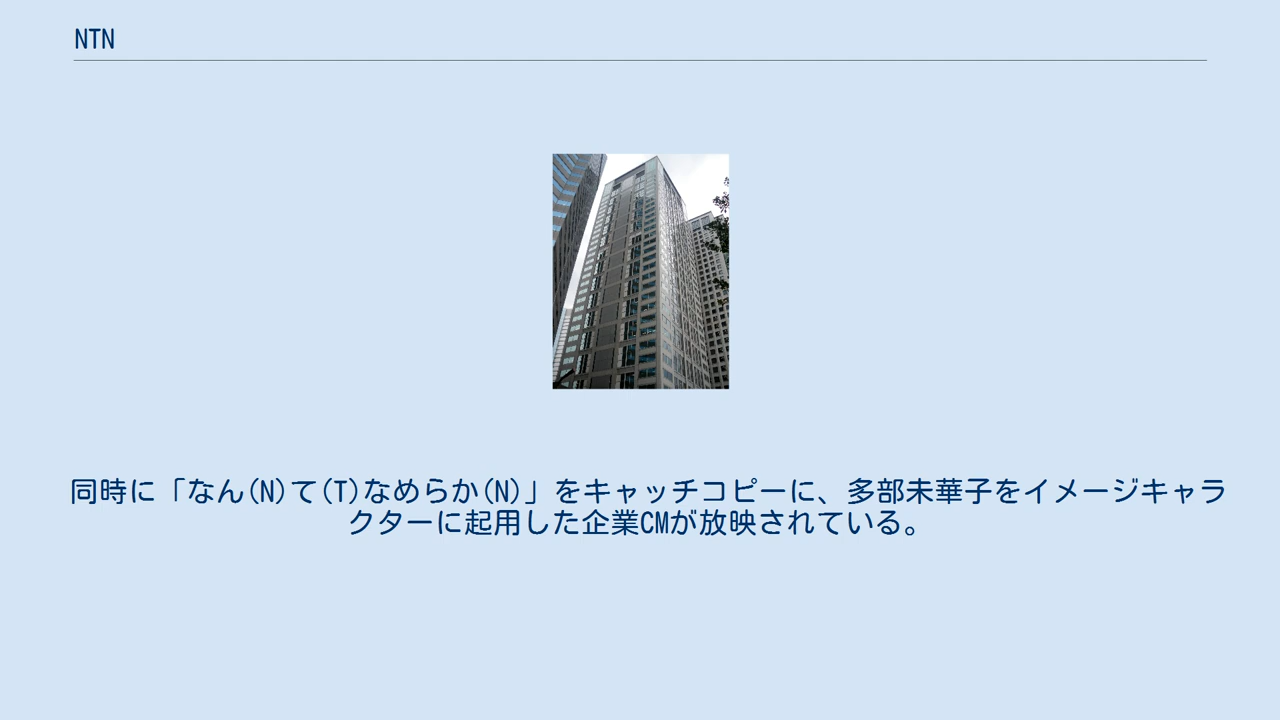 NTN
同時に「なん(N)て(T)なめらか(N)」をキャッチコピーに、多部未華子をイメージキャラ
クターに起用した企業CMが放映されている。